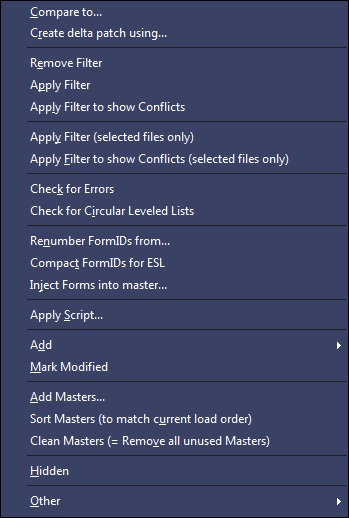 Compare to...
Create delta patch using...
Remove Filter
Apply Filter
Apply Filter to show Conflicts
Apply Filter (selected files only)
Apply Filter to show Conflicts (selected files only)
Check for Errors
Check for Circular Leveled Lists
Renumber FormIDs from...
Compact FormIDs for ESL
Inject Forms into master...
Apply Script...
Add
Mark Modified
Add Masters...
Sort Masters (to match current load order)
Clean Masters (= Remove all unused Masters)
Hidden
Other